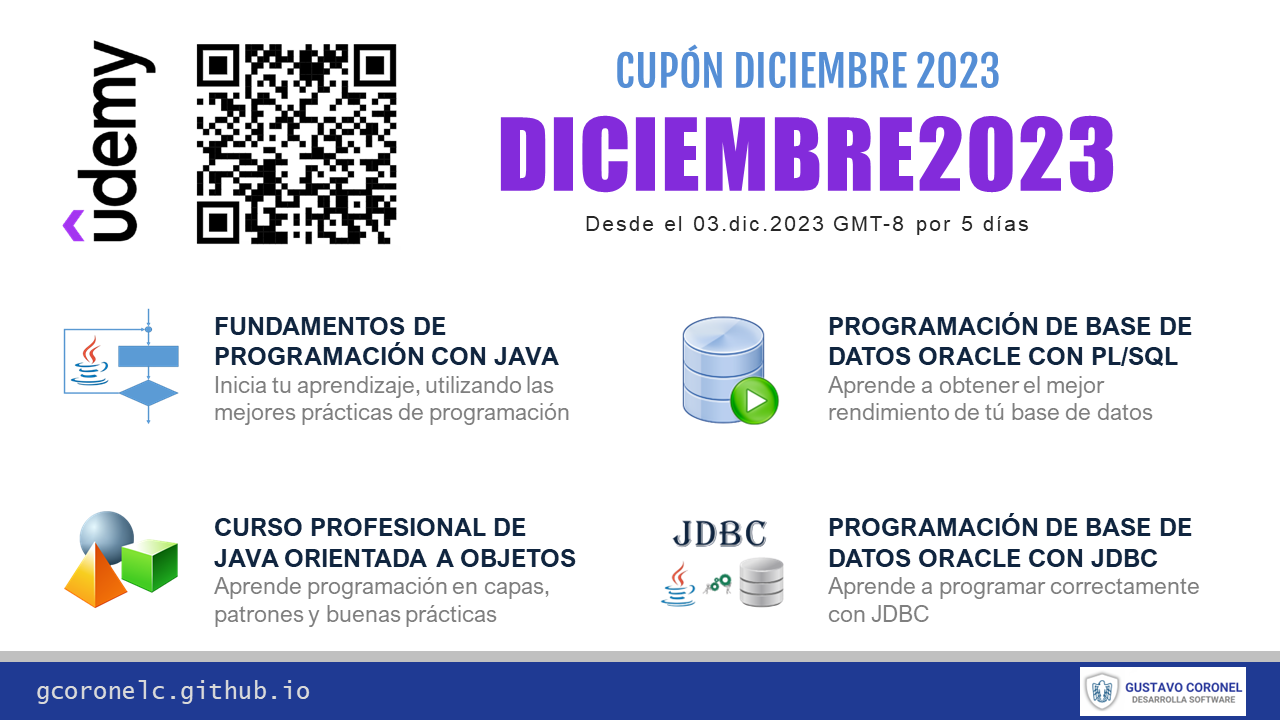 udemy
CUPÓN DICIEMBRE 2023
DICIEMBRE2023
Desde el 03.dic.2023 GMT-8 por 5 días
FUNDAMENTOS DE
PROGRAMACIÓN CON JAVA
Inicia tu aprendizaje, utilizando las
mejores prácticas de programación
PROGRAMACIÓN DE BASE DE
DATOS ORACLE CON PL/SQL
Aprende a obtener el mejor
rendimiento de tú base de datos
CURSO PROFESIONAL DE
JAVA ORIENTADA A OBJETOS
Aprende programación en capas,
patrones y buenas prácticas
JDBC
PROGRAMACIÓN DE BASE DE
DATOS ORACLE CON JDBC
Aprende a programar correctamente
con JDBC
gcoronelc.github.io
GUSTAVO CORONEL
DESARROLLA SOFTWARE